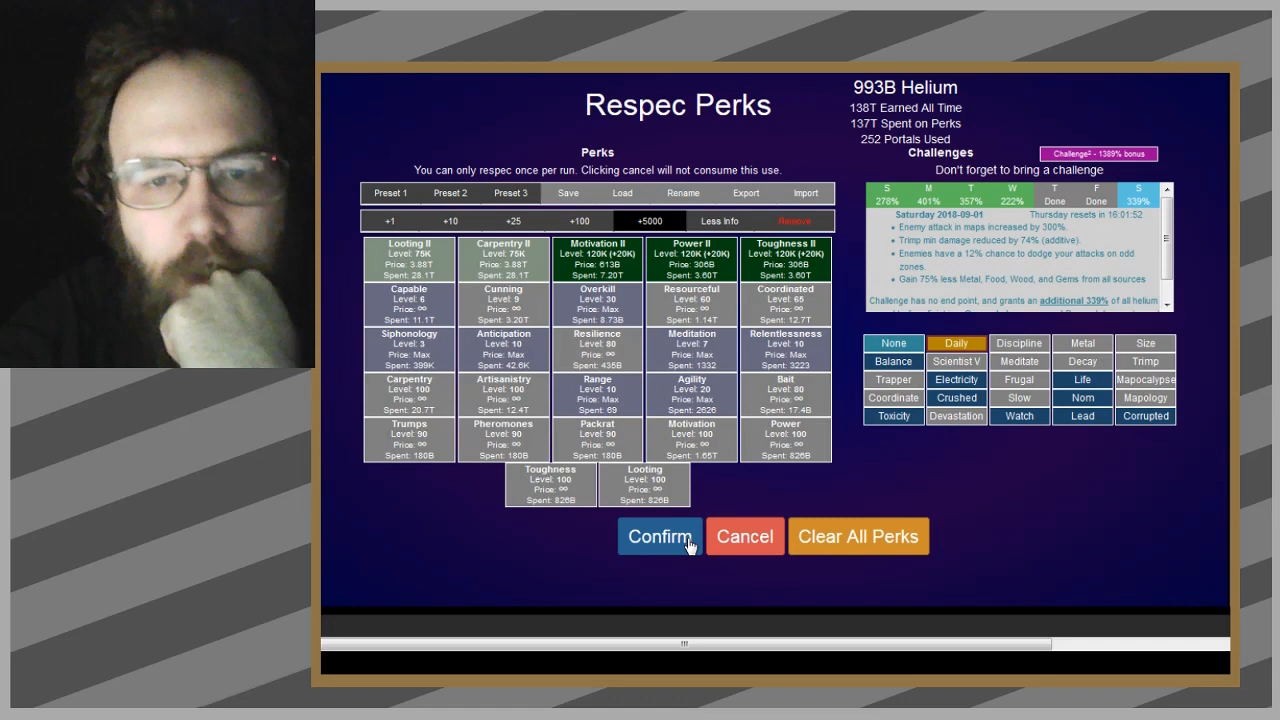 Respec Perks
993B Helium
138T Earned All Time
137T Spent on Perks
252 Portals Used
Perks
You can only respec once per run. Clicking cancel will not consume this use.
Preset 1 Preset 2 Preset 3 Save Load Rename Export Import
+1 +10 +25 +100 +5000 Less Info Remove
Looting II Carpentry II Motivation II Power II Toughness II
Level: 75K Level: 75K Level: 120K (+20K) Level: 120K (+20K) Level: 120K (+20K)
Price: 3.88T Price: 3.88T Price: 613B Price: 306B Price: 306B
Spent: 28.1T Spent: 28.1T Spent: 7.20T Spent: 3.60T Spent: 3.60T
Capable Cunning Overkill Resourceful Coordinated
Level: 6 Level: 9 Level: 30 Level: 60 Level: 65
Price: ∞ Price: ∞ Price: Max Price: ∞ Price: ∞
Spent: 11.1T Spent: 3.20T Spent: 8.73B Spent: 1.14T Spent: 12.7T
Siphonology Anticipation Resilience Meditation Relentlessness
Level: 3 Level: 10 Level: 80 Level: 7 Level: 10
Price: Max Price: Max Price: ∞ Price: Max Price: Max
Spent: 399K Spent: 42.6K Spent: 435B Spent: 1332 Spent: 3223
Carpentry Artisanistry Range Agility Bait
Level: 100 Level: 100 Level: 10 Level: 20 Level: 80
Price: ∞ Price: ∞ Price: Max Price: Max Price: ∞
Spent: 20.7T Spent: 12.4T Spent: 69 Spent: 2626 Spent: 17.4B
Trumps Pheromones Packrat Motivation Power
Level: 90 Level: 90 Level: 90 Level: 100 Level: 100
Price: ∞ Price: ∞ Price: ∞ Price: ∞ Price: ∞
Spent: 180B Spent: 180B Spent: 180B Spent: 1.65T Spent: 826B
Toughness Looting
Level: 100 Level: 100
Price: ∞ Price: ∞
Spent: 826B Spent: 826B
Challenges
Challenge² - 1389% bonus
Don't forget to bring a challenge
S M T W T F S
278% 401% 357% 222% Done Done 339%
Saturday 2018-09-01 Thursday resets in 16:01:52
Enemy attack in maps increased by 300%.
Trimp min damage reduced by 74% (additive).
Enemies have a 12% chance to dodge your attacks on odd
zones.
Gain 75% less Metal, Food, Wood, and Gems from all sources
Challenge has no end point, and grants an additional 339% of all helium
None Daily Discipline Metal Size
Balance Scientist V Meditate Decay Trimp
Trapper Electricity Frugal Life Mapocalypse
Coordinate Crushed Slow Nom Mapology
Toxicity Devastation Watch Lead Corrupted
Confirm Cancel Clear All Perks